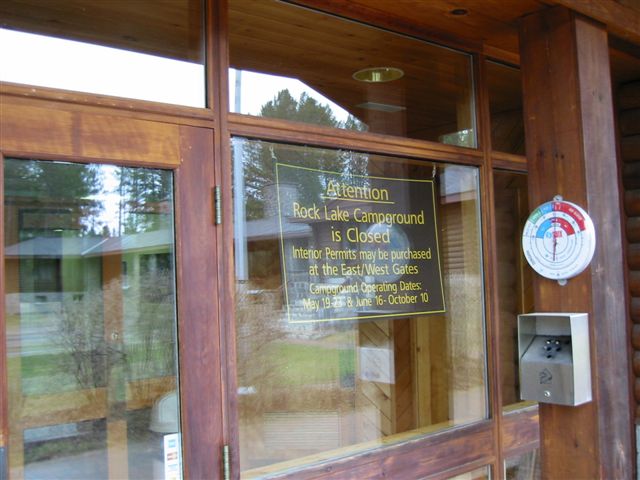 Attention
Rock Lake Campground
is Closed
Interior Permits may be purchased
at the East/West Gates
Campground Operating Dates:
May 19-23 & June 16- October 10